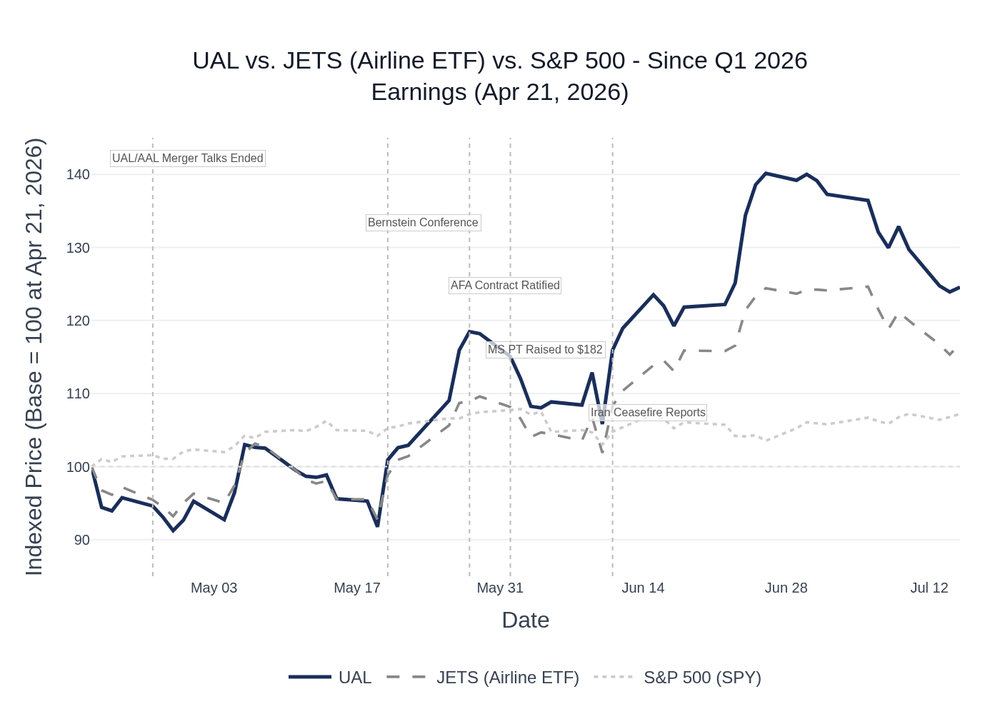 UAL vs. JETS (Airline ETF) vs. S&P 500 - Since Q1 2026
Earnings (Apr 21, 2026)
Indexed Price (Base = 100 at Apr 21, 2026)
140
130
120
110
100
90
UAL/AAL Merger Talks Ended
Bernstein Conference
AFA Contract Ratified
MS PT Raised to $182
Iran Ceasefire Reports
May 03
May 17
May 31
Jun 14
Jun 28
Jul 12
Date
UAL
JETS (Airline ETF)
S&P 500 (SPY)